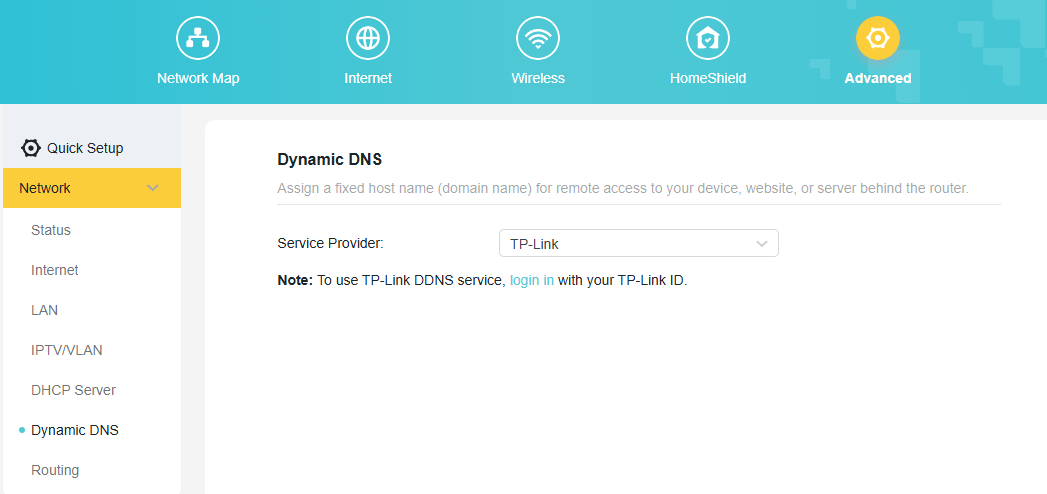 Network Map
Internet
Wireless
HomeShield
Advanced
Quick Setup
Network
Status
Internet
LAN
IPTV/VLAN
DHCP Server
Dynamic DNS
Routing
Dynamic DNS
Assign a fixed host name (domain name) for remote access to your device, website, or server behind the router.
Service Provider:
TP-Link
Note: To use TP-Link DDNS service, login in with your TP-Link ID.